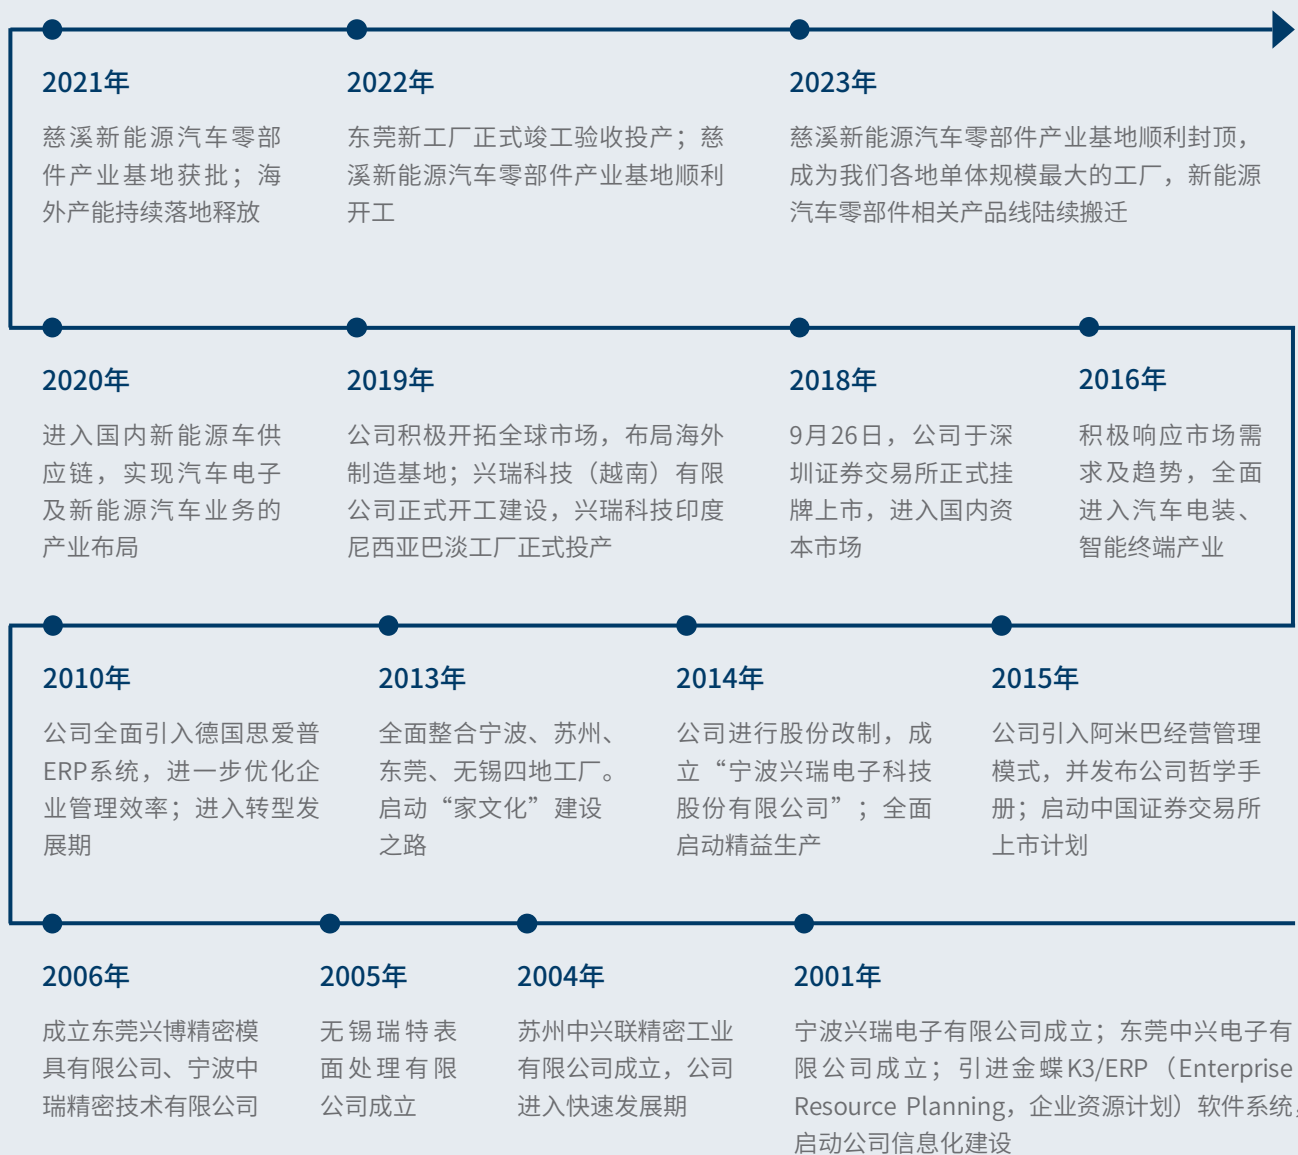 2021年
慈溪新能源汽车零部
件产业基地获批；海
外产能持续落地释放
2022年
东莞新工厂正式竣工验收投产；慈
溪新能源汽车零部件产业基地顺利
开工
2023年
慈溪新能源汽车零部件产业基地顺利封顶，
成为我们各地单体规模最大的工厂，新能源
汽车零部件相关产品线陆续搬迁
2020年
进入国内新能源车供
应链，实现汽车电子
及新能源汽车业务的
产业布局
2019年
公司积极开拓全球市场，布局海外
制造基地；兴瑞科技（越南）有限
公司正式开工建设，兴瑞科技印度
尼西亚巴淡工厂正式投产
2018年
9月26日，公司于深
圳证券交易所正式挂
牌上市，进入国内资
本市场
2016年
积极响应市场需
求及趋势，全面
进入汽车电装、
智能终端产业
2010年
公司全面引入德国思爱普
ERP系统，进一步优化企
业管理效率；进入转型发
展期
2013年
全面整合宁波、苏州、
东莞、无锡四地工厂。
启动“家文化”建设
之路
2014年
公司进行股份改制，成
立“宁波兴瑞电子科技
股份有限公司”；全面
启动精益生产
2015年
公司引入阿米巴经营管理
模式，并发布公司哲学手
册；启动中国证券交易所
上市计划
2006年
成立东莞兴博精密模
具有限公司、宁波中
瑞精密技术有限公司
2005年
无锡瑞特表
面处理有限
公司成立
2004年
苏州中兴联精密工业
有限公司成立，公司
进入快速发展期
2001年
宁波兴瑞电子有限公司成立；东莞中兴电子有
限公司成立；引进金蝶K3/ERP（Enterprise
Resource Planning，企业资源计划）软件系统，
启动公司信息化建设